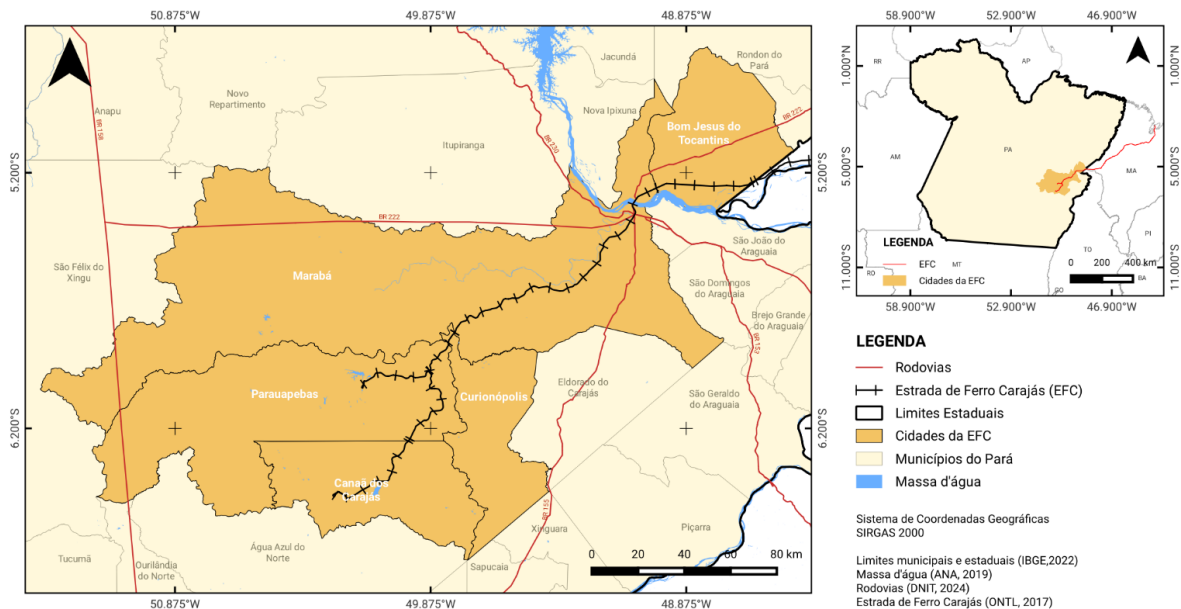 50.875°W
49.875°W
48.875°W
5.200°S
6.200°S
5.200°S
6.200°S
50.875°W
49.875°W
48.875°W
Anapu
BR 158
Novo
Repartimento
Itupiranga
Jacundá
Rondon do
Pará
Nova Ipixuna
BR 230
BR 222
Bom Jesus do
Tocantins
BR 222
São Félix do
Xingu
Marabá
São João do
Araguaia
São Domingos
do Araguaia
Brejo Grande
do Araguaia
BR 153
Parauapebas
Curionópolis
Eldorado do
Carajás
São Geraldo
do Araguaia
Canaã dos
Carajás
BR 155
Xinguara
Piçarra
Água Azul do
Norte
Tucumã
Ourilândia
do Norte
Sapucaia
0 20 40 60 80 km
58.900°W
52.900°W
46.900°W
1.000°N
5.000°S
11.000°S
1.000°N
5.000°S
11.000°S
RR
AP
AM
PA
MA
PI
TO
BA
GO
MT
RO
LEGENDA
EFC
Cidades da EFC
0 200 400 km
58.900°W
52.900°W
46.900°W
LEGENDA
Rodovias
Estrada de Ferro Carajás (EFC)
Limites Estaduais
Cidades da EFC
Municípios do Pará
Massa d'água
Sistema de Coordenadas Geográficas
SIRGAS 2000
Limites municipais e estaduais (IBGE,2022)
Massa d'água (ANA, 2019)
Rodovias (DNIT, 2024)
Estrada de Ferro Carajás (ONTL, 2017)